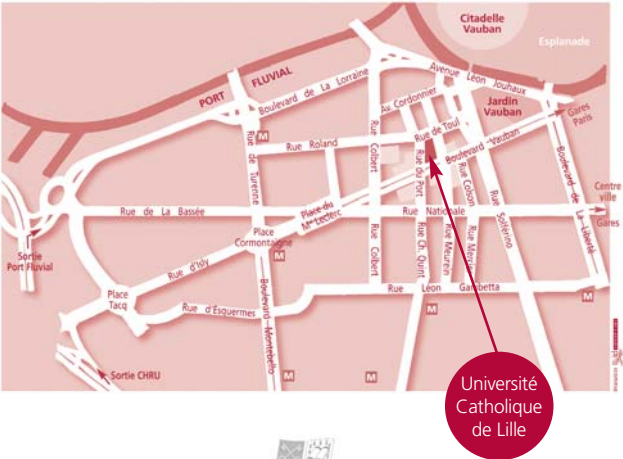 Citadelle
Vauban
Esplanade
PORT FLUVIAL
Boulevard de La Lorraine
Avenue Léon Jouhaux
Av. Cordonnier
Jardin
Vauban
Gares
Paris
M
Rue de Turenne
Rue Roland
Rue Colbert
Rue de Toul
Boulevard Vauban
Rue du Port
Rue Colson
Rue Solférino
Boulevard de La Liberté
Centre
ville
Gares
Rue de La Bassée
Place du
Mal Leclerc
Rue Nationale
Sortie
Port Fluvial
Place
Cormontaigne
M
Rue d'Isly
Rue Colbert
Rue Ch. Quint
Rue Meurein
Rue Mercier
Place
Tacq
Rue d'Esquermes
Boulevard Montebello
Rue Léon Gambetta
M
M
Sortie CHRU
M
M
Université
Catholique
de Lille